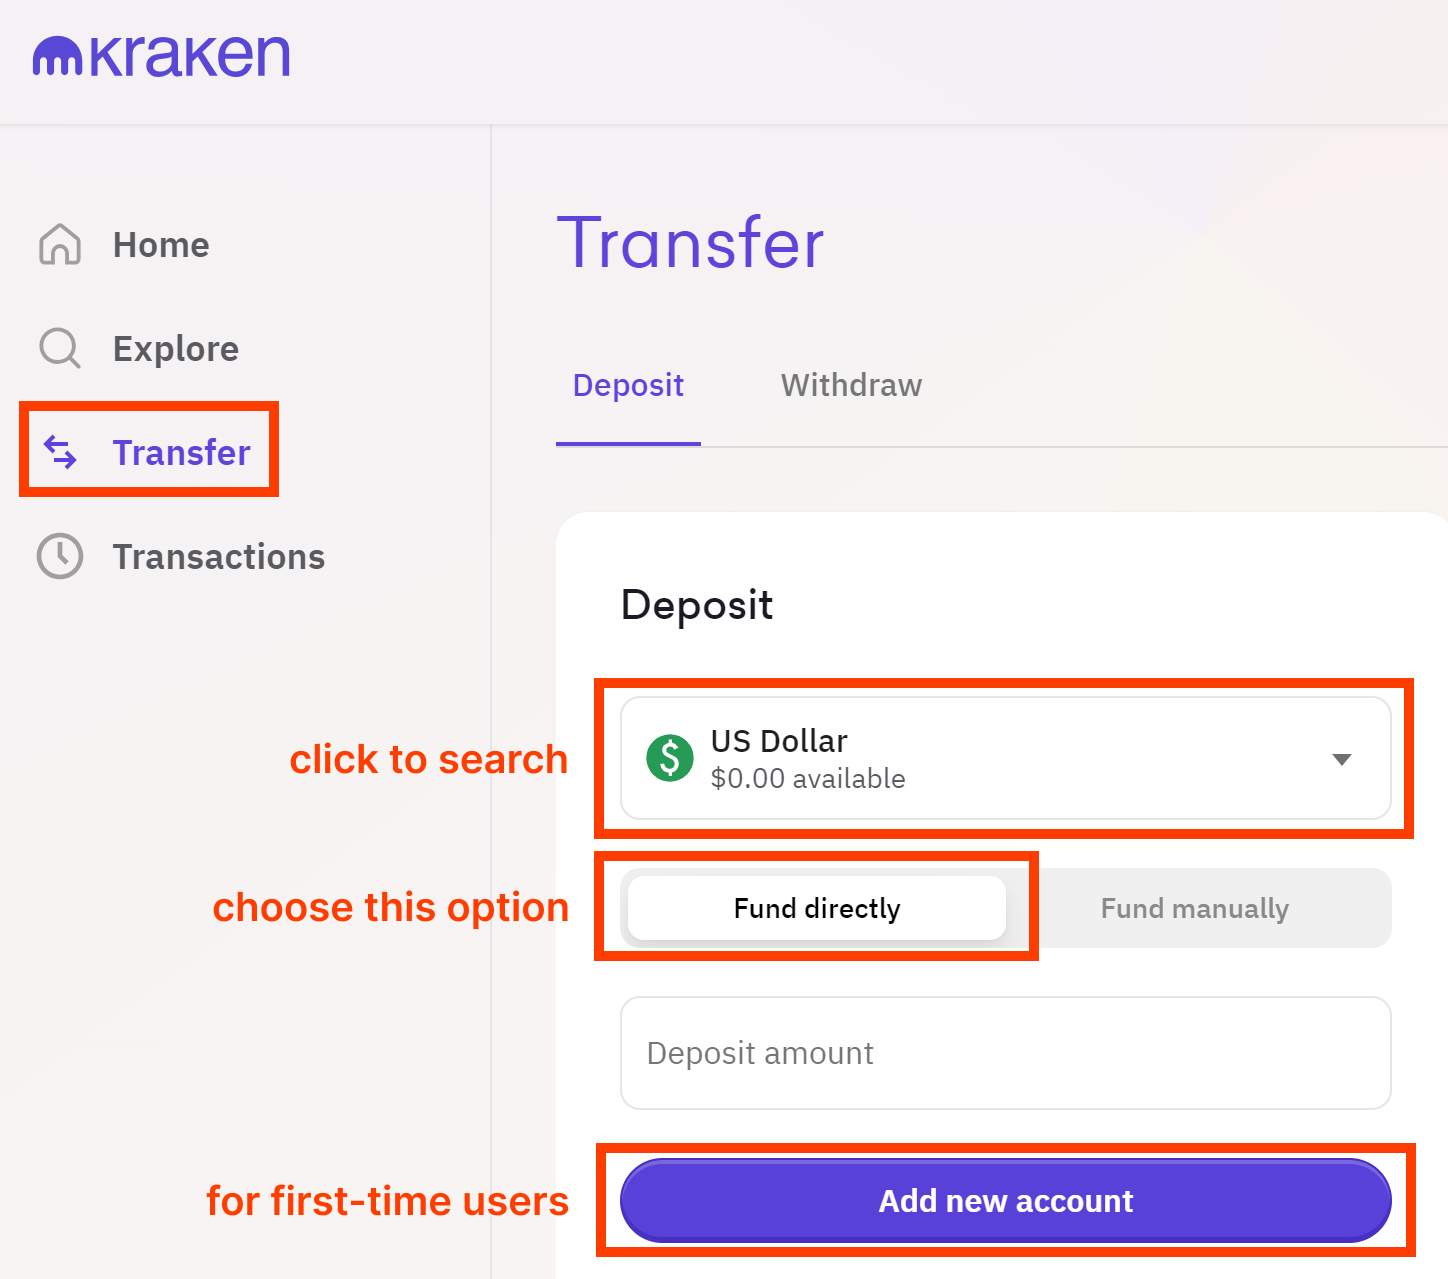 kraken
Home
Explore
Transfer
Transactions
Transfer
Deposit Withdraw
Deposit
click to search
US Dollar
$0.00 available
choose this option
Fund directly Fund manually
Deposit amount
for first-time users
Add new account